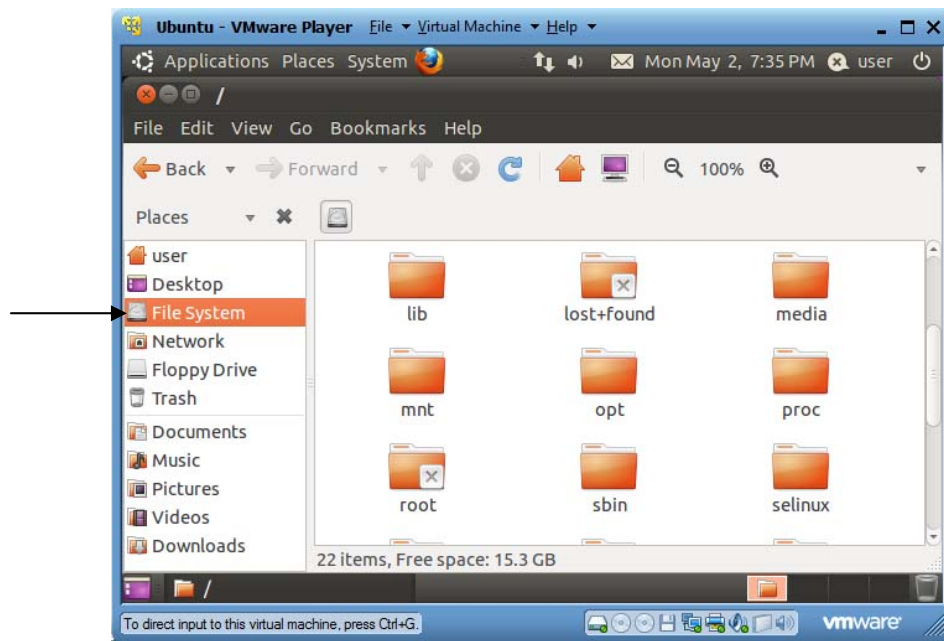 Ubuntu - VMware Player File Virtual Machine Help
Applications Places System Mon May 2, 7:35 PM user
/
File Edit View Go Bookmarks Help
Back Forward 100%
Places
user
Desktop
File System
Network
Floppy Drive
Trash
Documents
Music
Pictures
Videos
Downloads
lib lost+found media
mnt opt proc
root sbin selinux
22 items, Free space: 15.3 GB
/
To direct input to this virtual machine, press Ctrl+G.
vmware